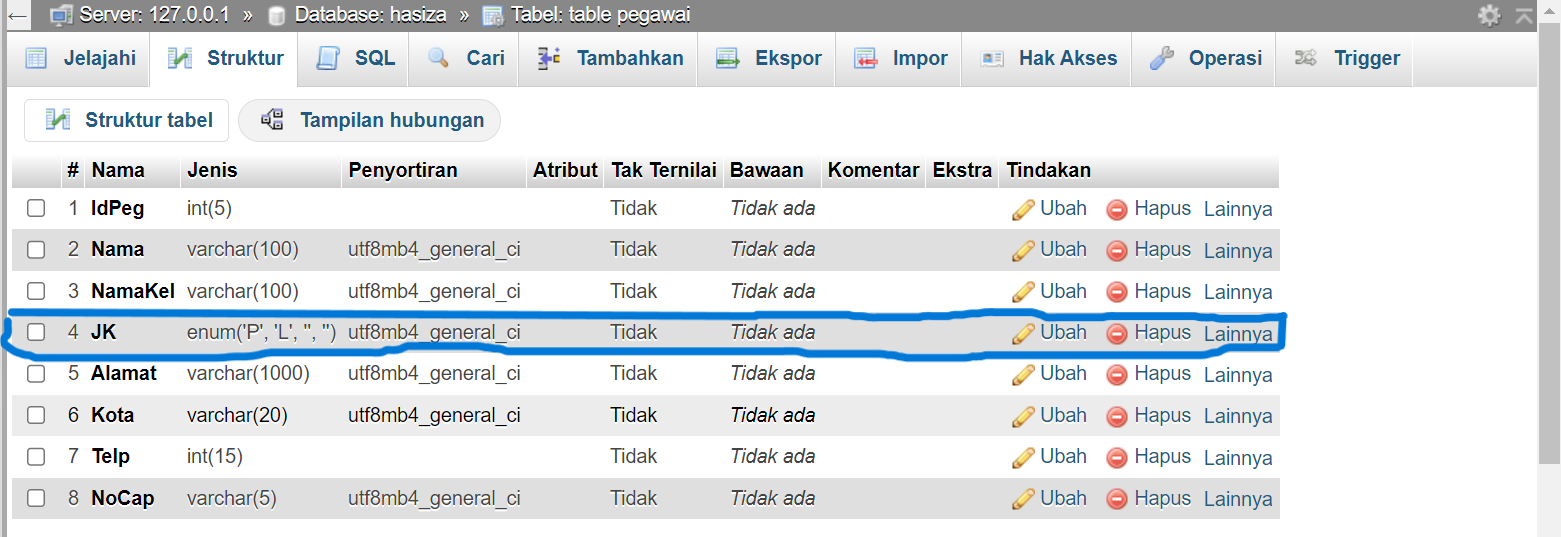 Server: 127.0.0.1 » Database: hasiza » Tabel: table pegawai
Jelajahi Struktur SQL Cari Tambahkan Ekspor Impor Hak Akses Operasi Trigger
Struktur tabel Tampilan hubungan
# Nama Jenis Penyortiran Atribut Tak Ternilai Bawaan Komentar Ekstra Tindakan
1 IdPeg int(5) Tidak Tidak ada Ubah Hapus Lainnya
2 Nama varchar(100) utf8mb4_general_ci Tidak Tidak ada Ubah Hapus Lainnya
3 NamaKel varchar(100) utf8mb4_general_ci Tidak Tidak ada Ubah Hapus Lainnya
4 JK enum('P', 'L', '', '') utf8mb4_general_ci Tidak Tidak ada Ubah Hapus Lainnya
5 Alamat varchar(1000) utf8mb4_general_ci Tidak Tidak ada Ubah Hapus Lainnya
6 Kota varchar(20) utf8mb4_general_ci Tidak Tidak ada Ubah Hapus Lainnya
7 Telp int(15) Tidak Tidak ada Ubah Hapus Lainnya
8 NoCap varchar(5) utf8mb4_general_ci Tidak Tidak ada Ubah Hapus Lainnya